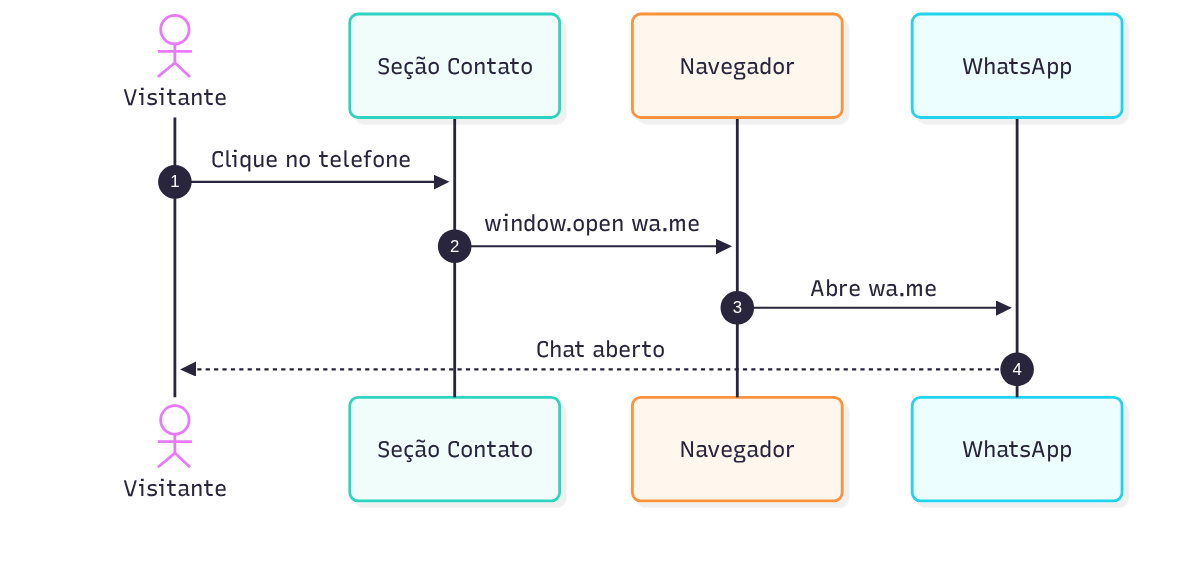 Visitante
Seção Contato
Navegador
WhatsApp
Clique no telefone
1
window.open wa.me
2
Abre wa.me
3
Chat aberto
4
Visitante
Seção Contato
Navegador
WhatsApp